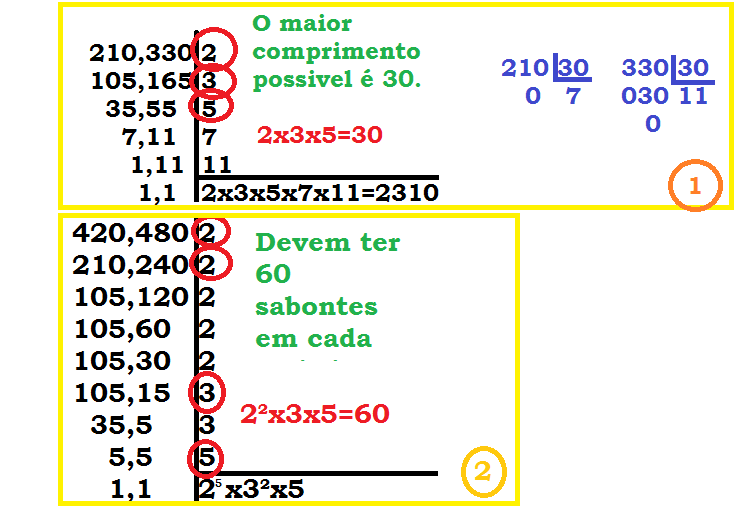 210,330 2
105,165 3
35,55 5
7,11 7
1,11 11
1,1 2x3x5x7x11=2310
O maior
comprimento
possivel é 30.
2x3x5=30
210 30
0 7
330 30
030 11
0
1
420,480 2
210,240 2
105,120 2
105,60 2
105,30 2
105,15 3
35,5 3
5,5 5
1,1 2⁵x3²x5
Devem ter
60
sabontes
em cada
2²x3x5=60
2